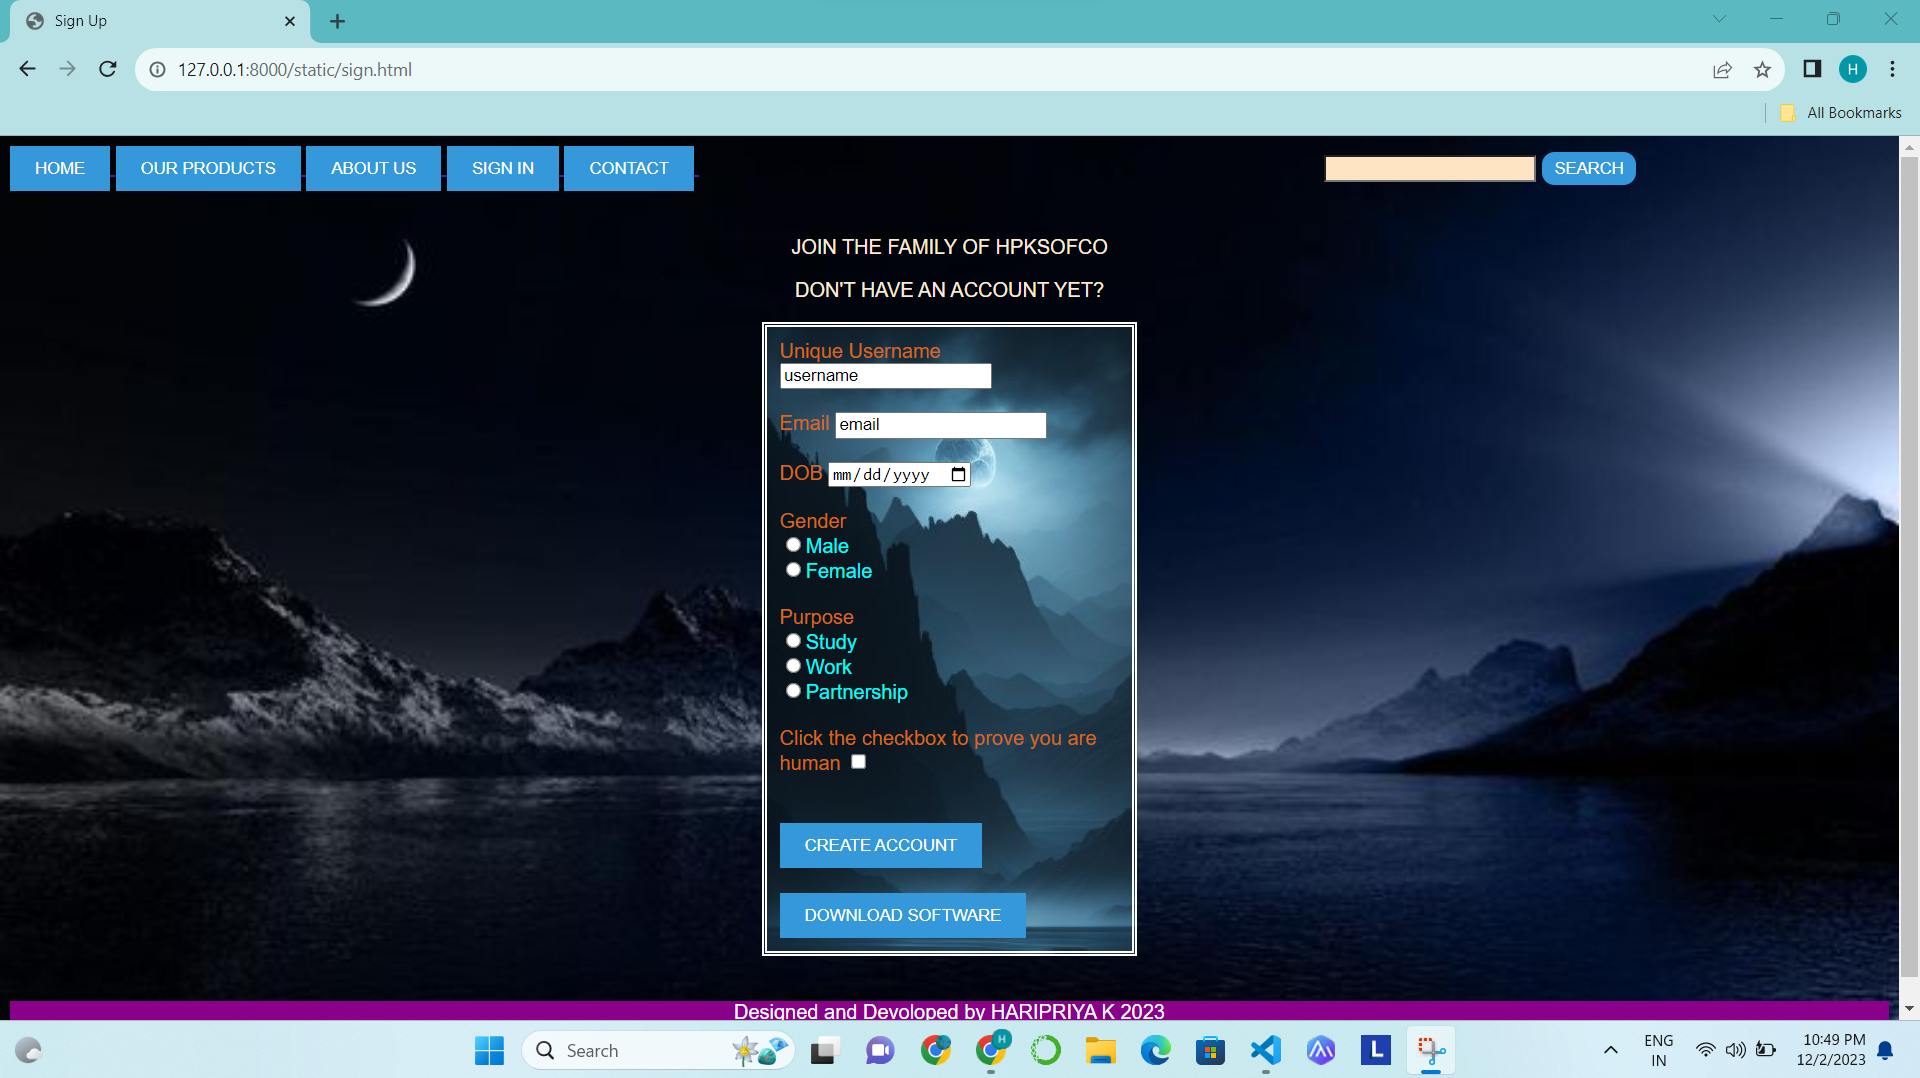 Sign Up
127.0.0.1:8000/static/sign.html
H
All Bookmarks
HOME OUR PRODUCTS ABOUT US SIGN IN CONTACT SEARCH
JOIN THE FAMILY OF HPKSOFCO
DON'T HAVE AN ACCOUNT YET?
Unique Username
username
Email email
DOB mm/dd/yyyy
Gender
Male
Female
Purpose
Study
Work
Partnership
Click the checkbox to prove you are
human
CREATE ACCOUNT
DOWNLOAD SOFTWARE
Designed and Devoloped by HARIPRIYA K 2023
Search
H
L
ENG
IN
10:49 PM
12/2/2023